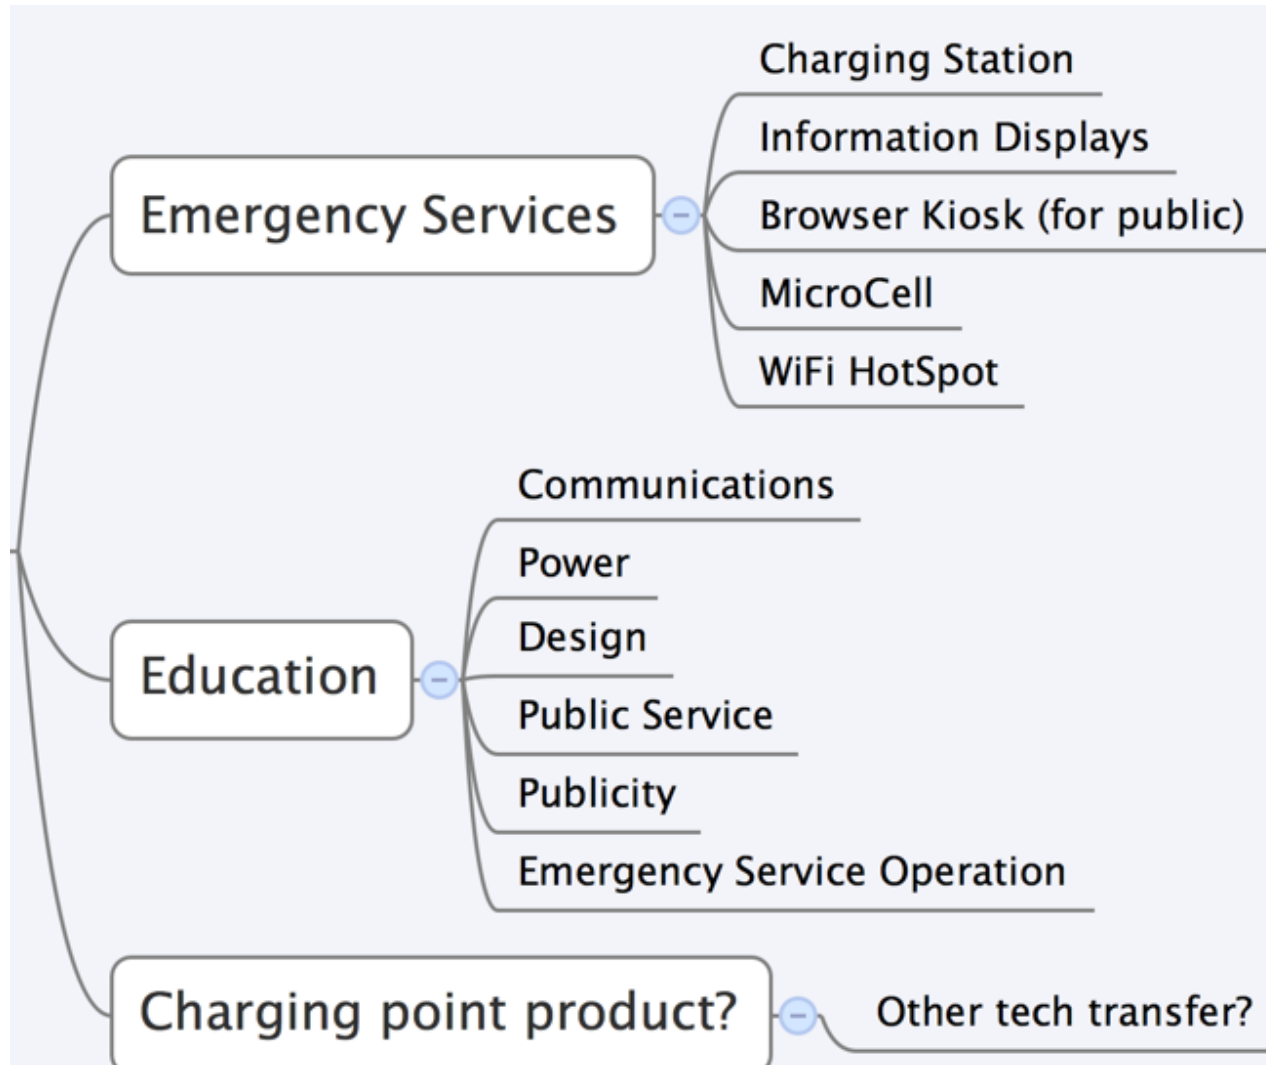 Emergency Services
Charging Station
Information Displays
Browser Kiosk (for public)
MicroCell
WiFi HotSpot
Education
Communications
Power
Design
Public Service
Publicity
Emergency Service Operation
Charging point product?
Other tech transfer?